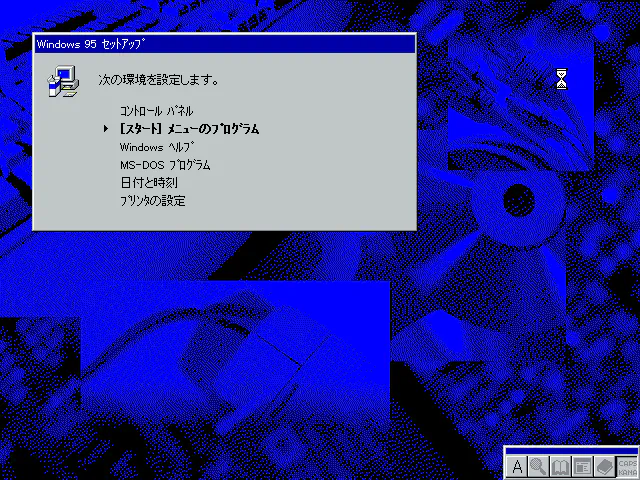 Windows 95 ｾｯﾄｱｯﾌﾟ
次の環境を設定します。
ｺﾝﾄﾛｰﾙ ﾊﾟﾈﾙ
[ｽﾀｰﾄ] ﾒﾆｭｰのﾌﾟﾛｸﾞﾗﾑ
Windows ﾍﾙﾌﾟ
MS-DOS ﾌﾟﾛｸﾞﾗﾑ
日付と時刻
ﾌﾟﾘﾝﾀの設定
A
CAPS
KANA